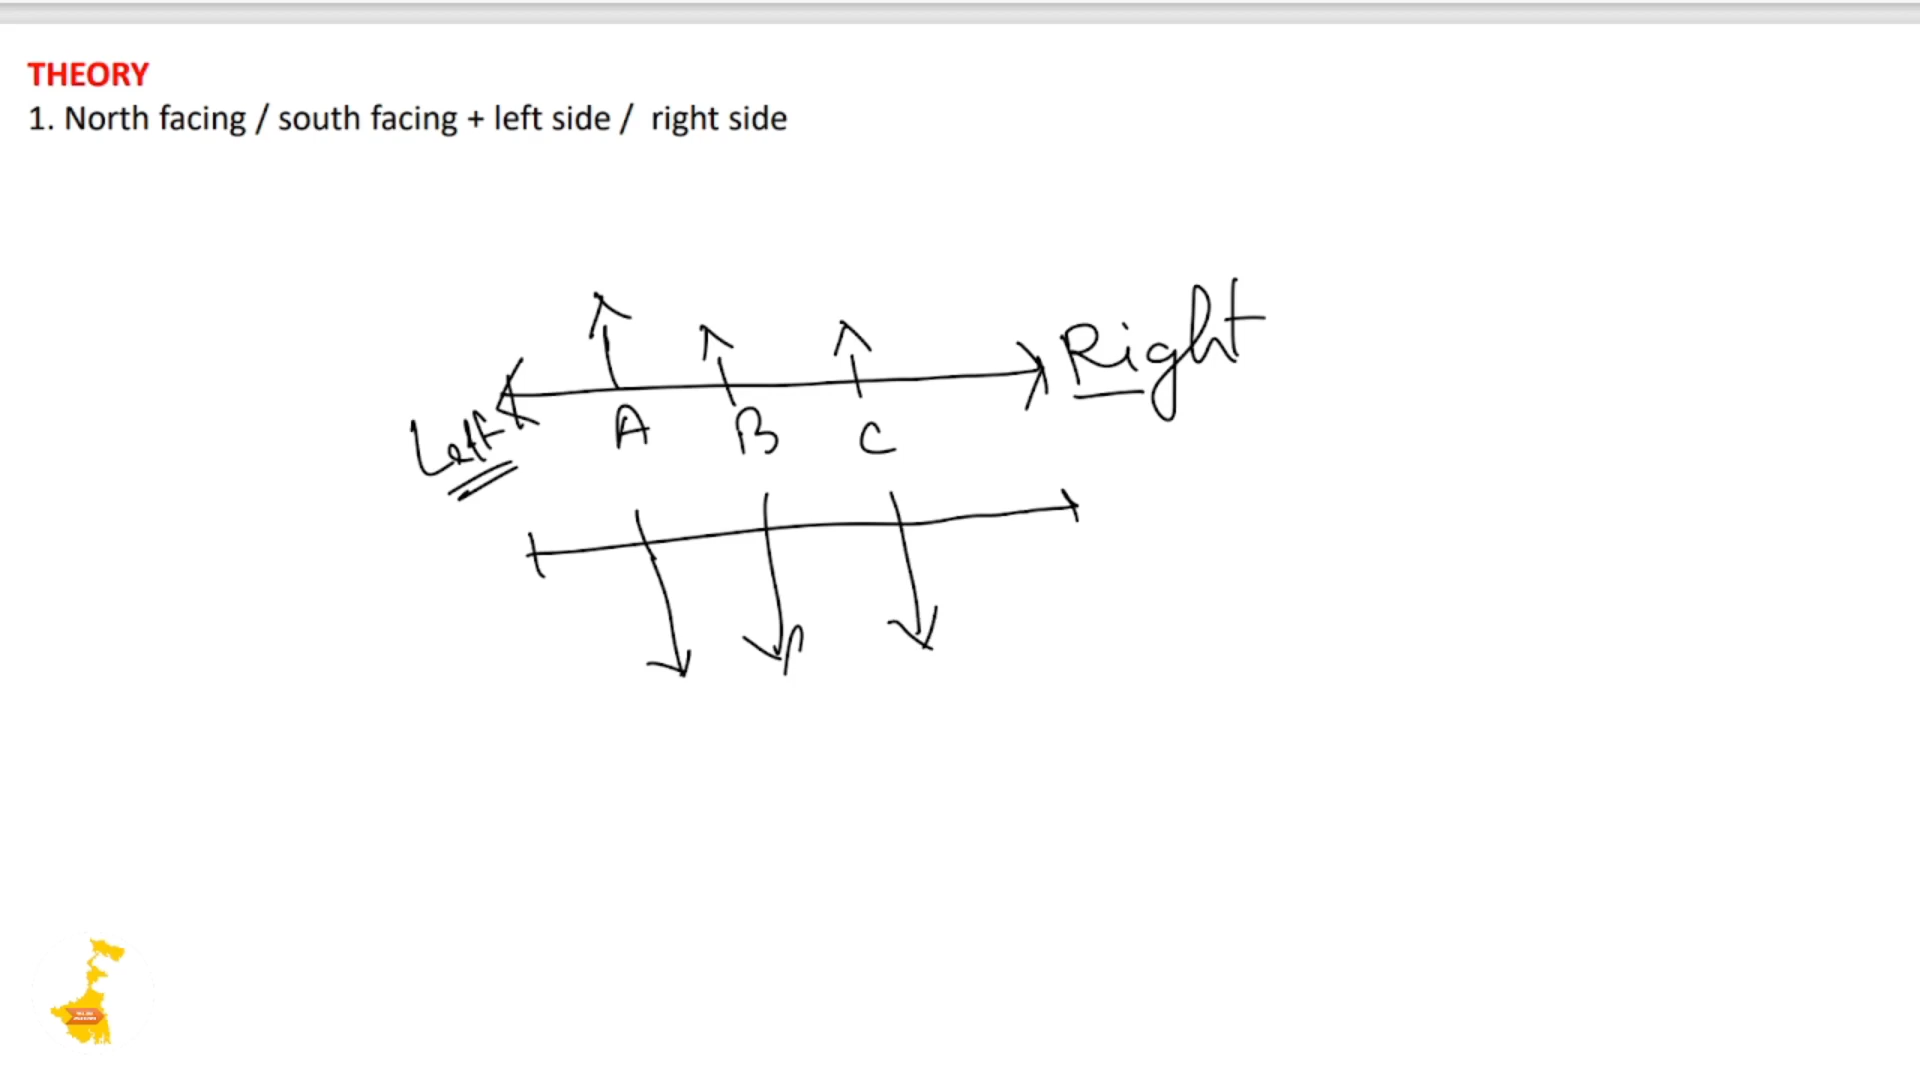 THEORY
1. North facing / south facing + left side / right side
Right
Left
A B C